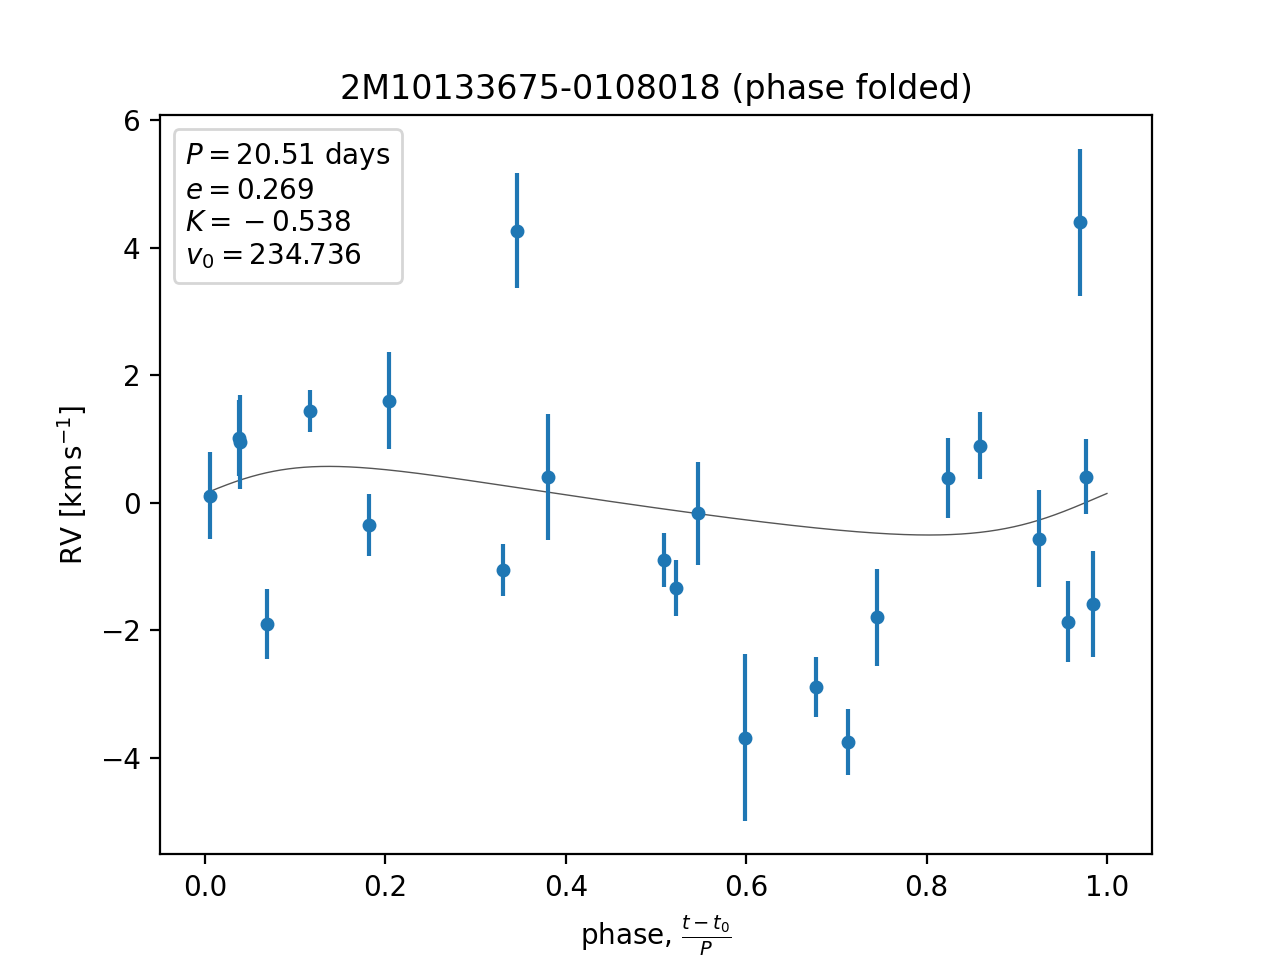 2M10133675-0108018 (phase folded)
P = 20.51 days
e = 0.269
K = −0.538
v₀ = 234.736
RV [km s⁻¹]
6
4
2
0
−2
−4
0.0 0.2 0.4 0.6 0.8 1.0
phase, (t − t₀)/P